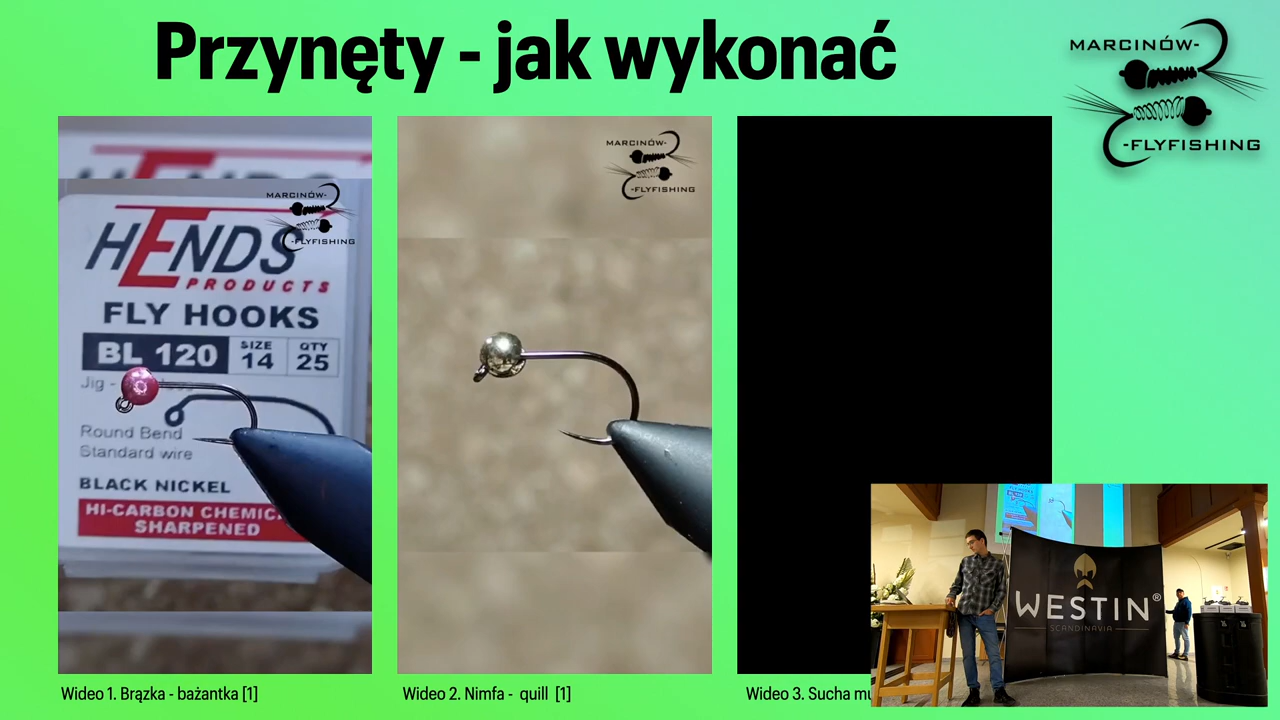 Przynęty - jak wykonać
MARCINÓW-
-FLYFISHING
MARCINÓW-
-FLYFISHING
HENDS
PRODUCTS
FLY HOOKS
BL 120
SIZE
14
QTY
25
Jig -
Round Bend
Standard wire
BLACK NICKEL
HI-CARBON CHEMIC
SHARPENED
MARCINÓW-
-FLYFISHING
WESTIN®
SCANDINAVIA
Wideo 1. Brązka - bażantka [1]
Wideo 2. Nimfa - quill [1]
Wideo 3. Sucha mu